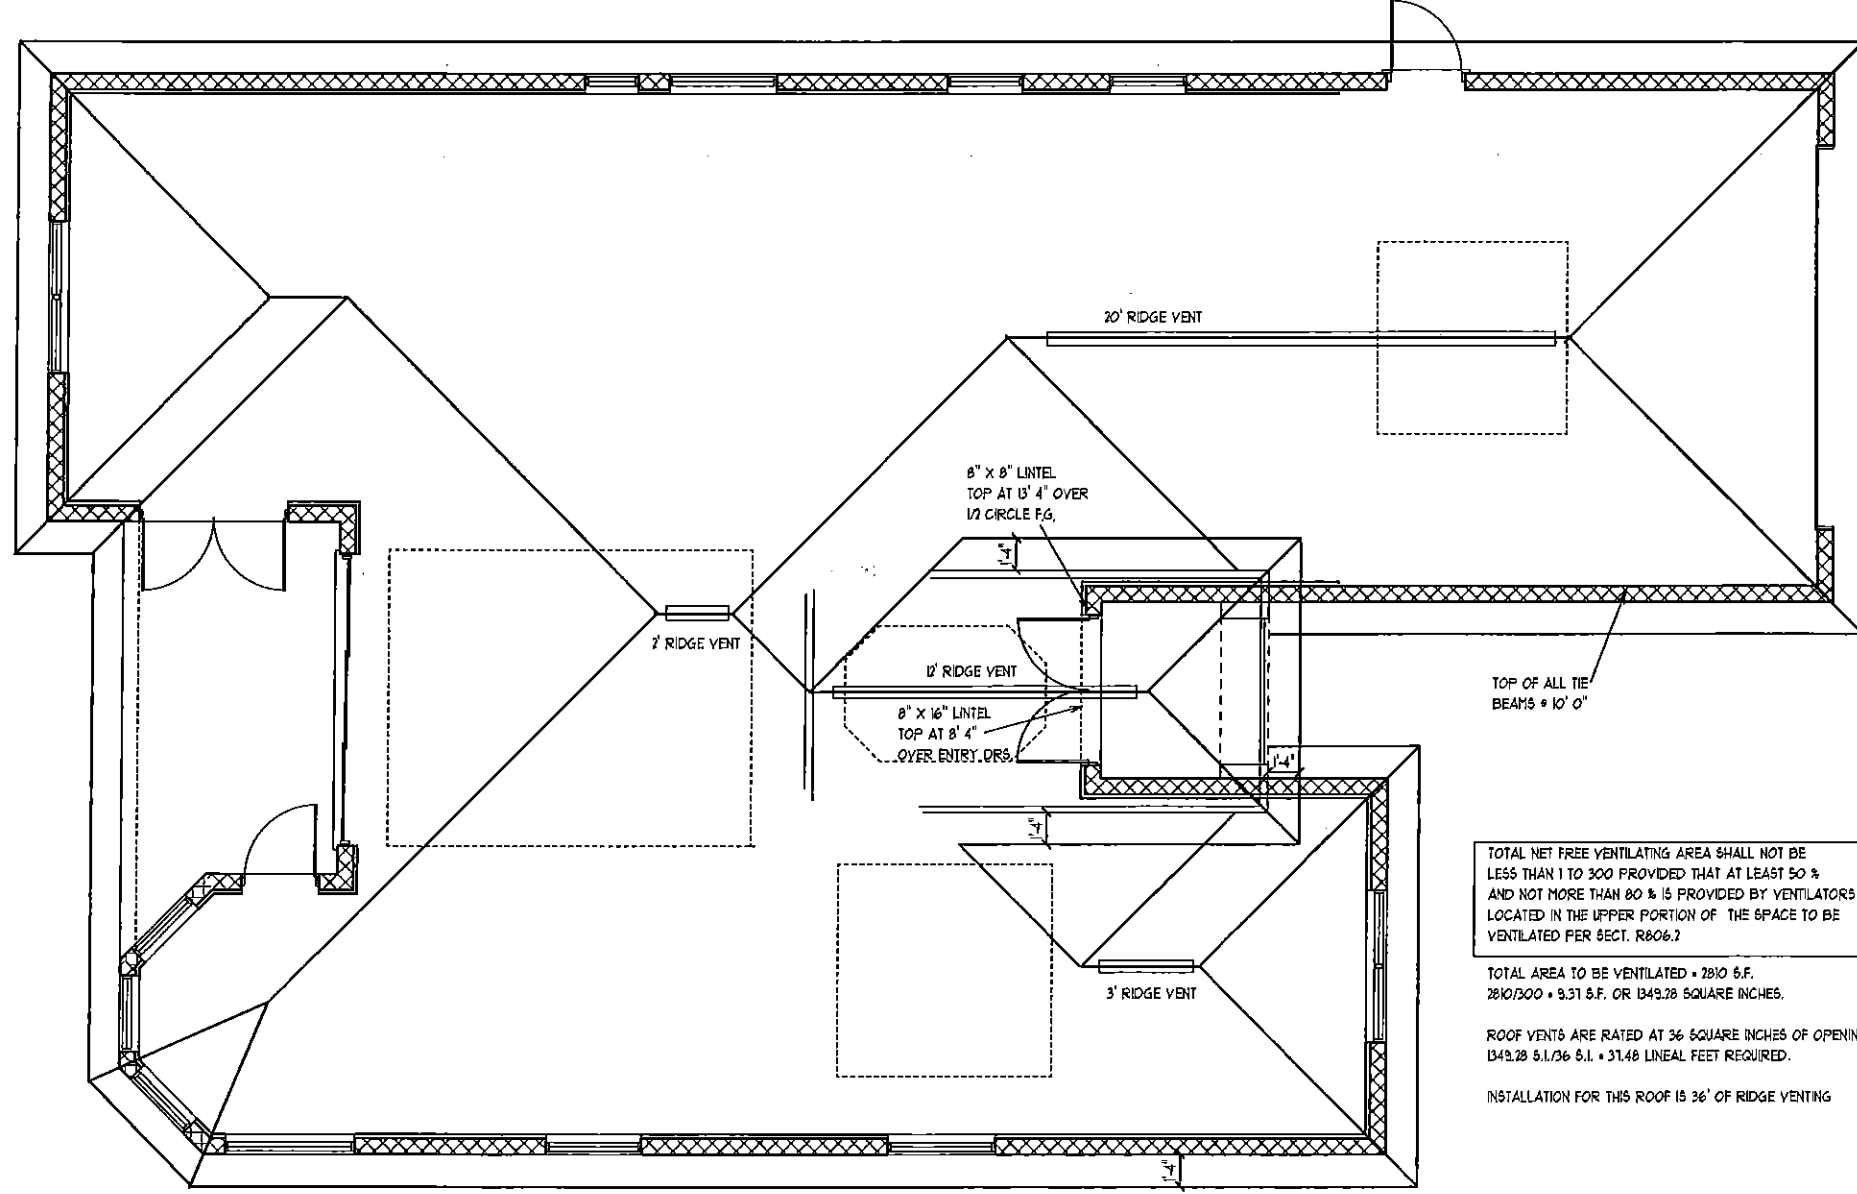 20' RIDGE VENT
8" X 8" LINTEL
TOP AT 13' 4" OVER
1/2 CIRCLE F.G.
1'-4"
2' RIDGE VENT
12' RIDGE VENT
8" X 16" LINTEL
TOP AT 8' 4"
OVER ENTRY DRS.
TOP OF ALL TIE
BEAMS = 10' 0"
1'-4"
1'-4"
3' RIDGE VENT
1'-4"
TOTAL NET FREE VENTILATING AREA SHALL NOT BE
LESS THAN 1 TO 300 PROVIDED THAT AT LEAST 50 %
AND NOT MORE THAN 80 % IS PROVIDED BY VENTILATORS
LOCATED IN THE UPPER PORTION OF THE SPACE TO BE
VENTILATED PER SECT. R806.2
TOTAL AREA TO BE VENTILATED = 2810 S.F.
2810/300 = 9.37 S.F. OR 1349.28 SQUARE INCHES.
ROOF VENTS ARE RATED AT 36 SQUARE INCHES OF OPENIN
1349.28 S.I./36 S.I. = 37.48 LINEAL FEET REQUIRED.
INSTALLATION FOR THIS ROOF IS 36' OF RIDGE VENTING